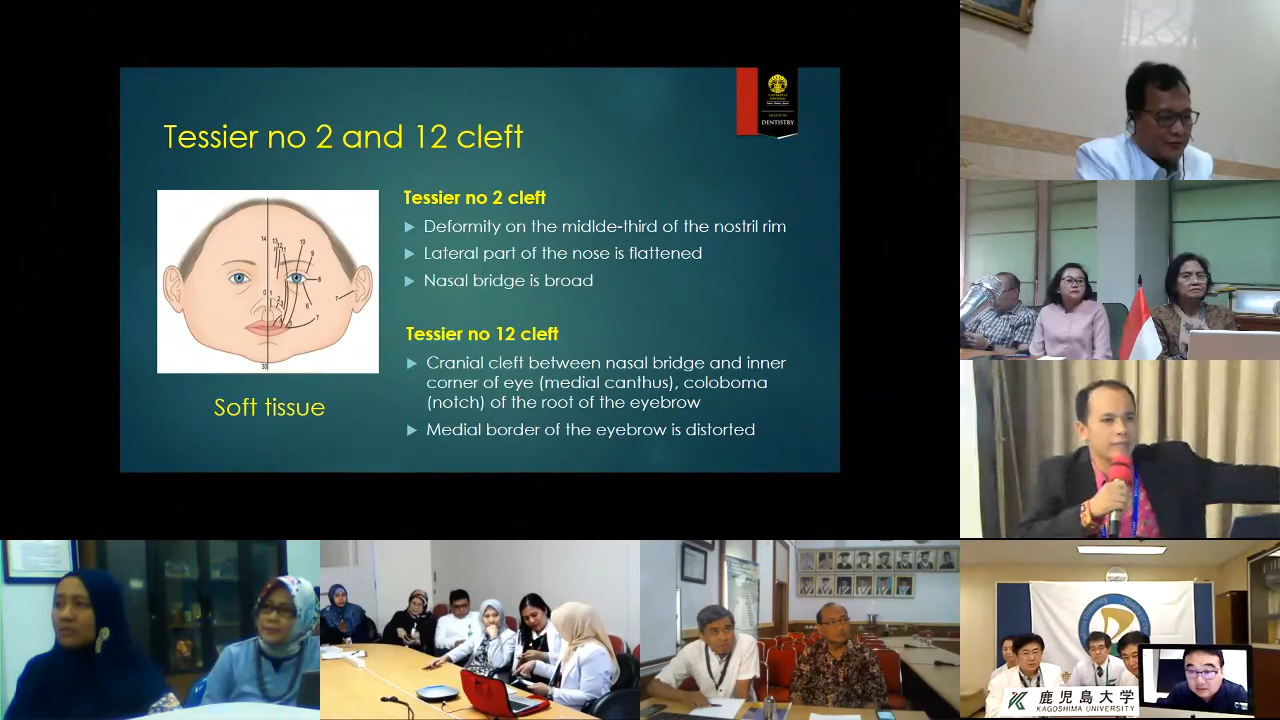 DENTISTRY
Tessier no 2 and 12 cleft
Tessier no 2 cleft
Deformity on the midlde-third of the nostril rim
Lateral part of the nose is flattened
Nasal bridge is broad
Tessier no 12 cleft
Cranial cleft between nasal bridge and inner
corner of eye (medial canthus), coloboma
(notch) of the root of the eyebrow
Medial border of the eyebrow is distorted
Soft tissue
鹿児島大学
KAGOSHIMA UNIVERSITY